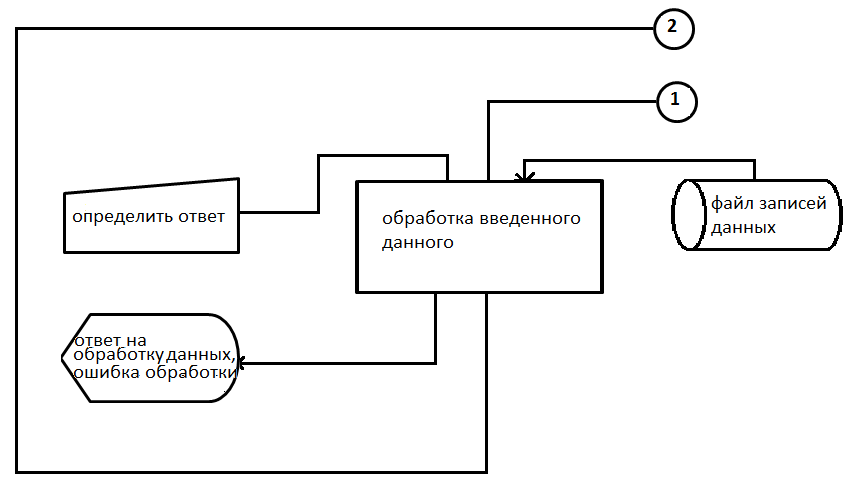 2
1
определить ответ
обработка введенного
данного
файл записей
данных
ответ на
обработку данных,
ошибка обработки